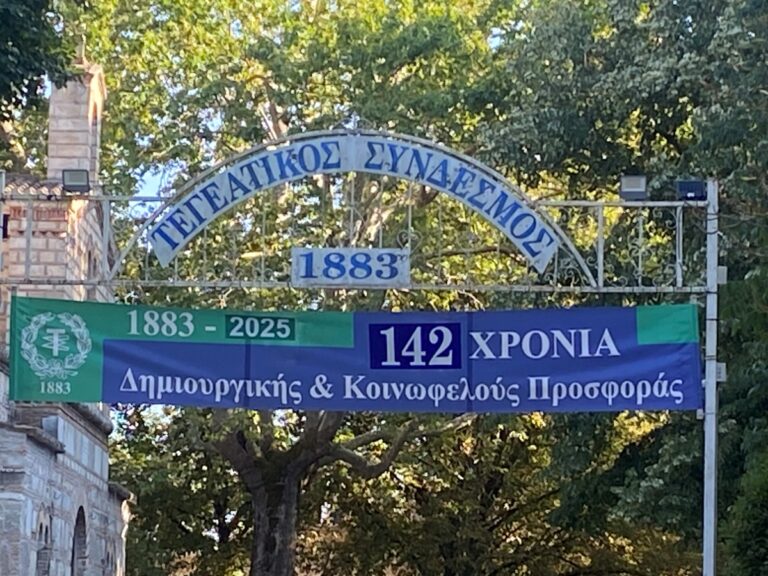 ΤΕΓΕΑΤΙΚΟΣ ΣΥΝΔΕΣΜΟΣ
1883
1883 - 2025
142 ΧΡΟΝΙΑ
1883
Δημιουργικής & Κοινωφελούς Προσφοράς